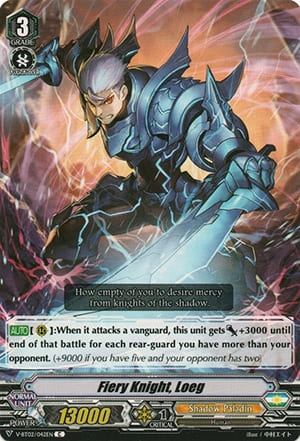 3
GRADE
How empty of you to desire mercy
from knights of the shadow.
AUTO :When it attacks a vanguard, this unit gets +3000 until
end of that battle for each rear-guard you have more than your
opponent. (+9000 if you have five and your opponent has two)
Fiery Knight, Loeg
NORMAL
UNIT
POWER
13000
1
CRITICAL
Shadow Paladin
Human
V-BT02/042EN C